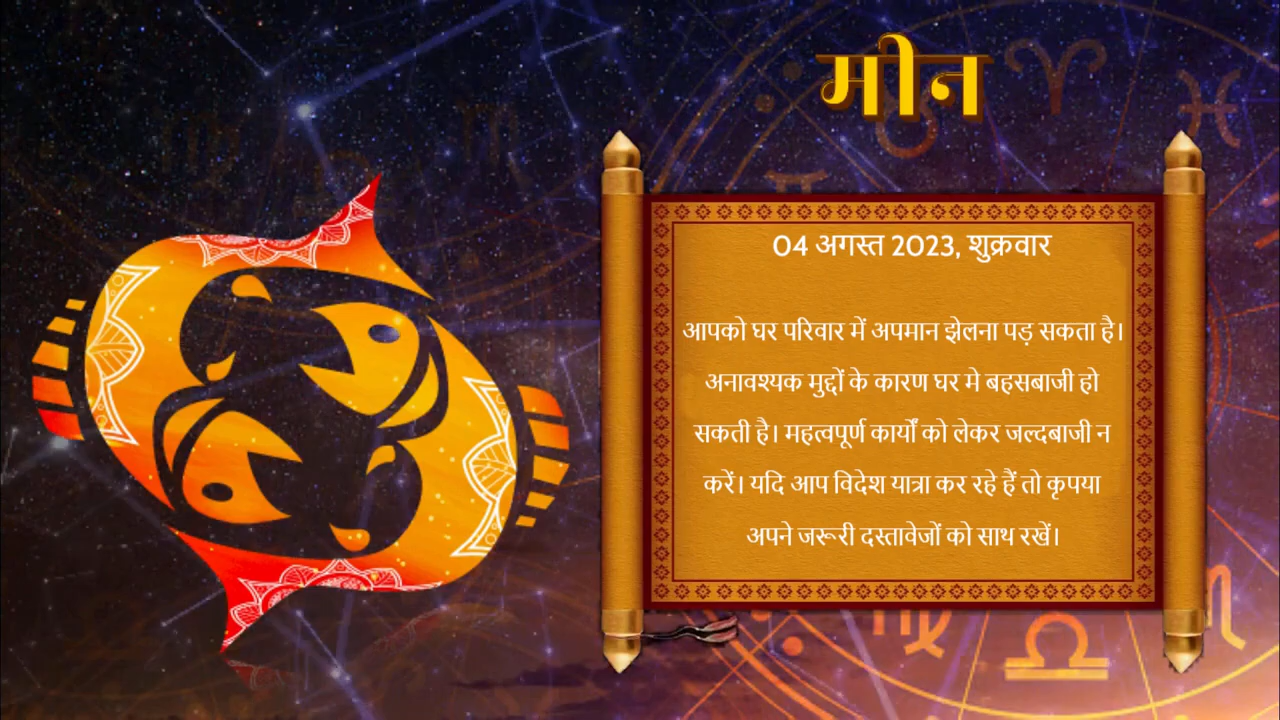 मीन
04 अगस्त 2023, शुक्रवार
आपको घर परिवार में अपमान झेलना पड़ सकता है।
अनावश्यक मुद्दों के कारण घर मे बहसबाजी हो
सकती है। महत्वपूर्ण कार्यों को लेकर जल्दबाजी न
करें। यदि आप विदेश यात्रा कर रहे हैं तो कृपया
अपने जरूरी दस्तावेजों को साथ रखें।